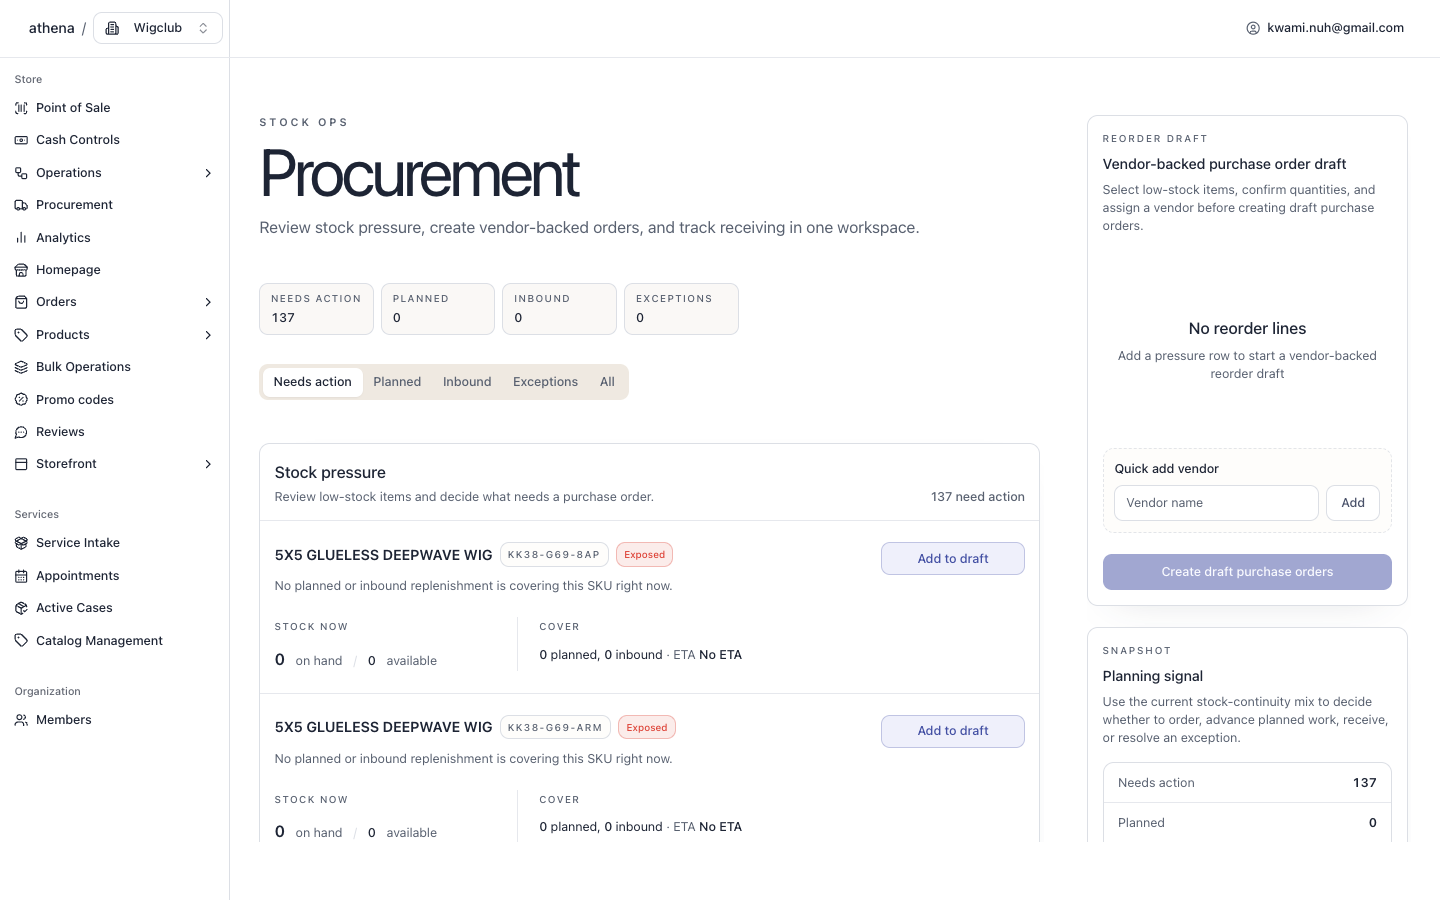 athena / Wigclub
kwami.nuh@gmail.com
Store
Point of Sale
Cash Controls
Operations
Procurement
Analytics
Homepage
Orders
Products
Bulk Operations
Promo codes
Reviews
Storefront
Services
Service Intake
Appointments
Active Cases
Catalog Management
Organization
Members
STOCK OPS
Procurement
Review stock pressure, create vendor-backed orders, and track receiving in one workspace.
NEEDS ACTION
137
PLANNED
0
INBOUND
0
EXCEPTIONS
0
Needs action
Planned
Inbound
Exceptions
All
Stock pressure
Review low-stock items and decide what needs a purchase order.
137 need action
5X5 GLUELESS DEEPWAVE WIG KK38-G69-8AP Exposed
Add to draft
No planned or inbound replenishment is covering this SKU right now.
STOCK NOW
0 on hand / 0 available
COVER
0 planned, 0 inbound · ETA No ETA
5X5 GLUELESS DEEPWAVE WIG KK38-G69-ARM Exposed
Add to draft
No planned or inbound replenishment is covering this SKU right now.
STOCK NOW
0 on hand / 0 available
COVER
0 planned, 0 inbound · ETA No ETA
REORDER DRAFT
Vendor-backed purchase order draft
Select low-stock items, confirm quantities, and
assign a vendor before creating draft purchase
orders.
No reorder lines
Add a pressure row to start a vendor-backed
reorder draft
Quick add vendor
Vendor name
Add
Create draft purchase orders
SNAPSHOT
Planning signal
Use the current stock-continuity mix to decide
whether to order, advance planned work, receive,
or resolve an exception.
Needs action 137
Planned 0